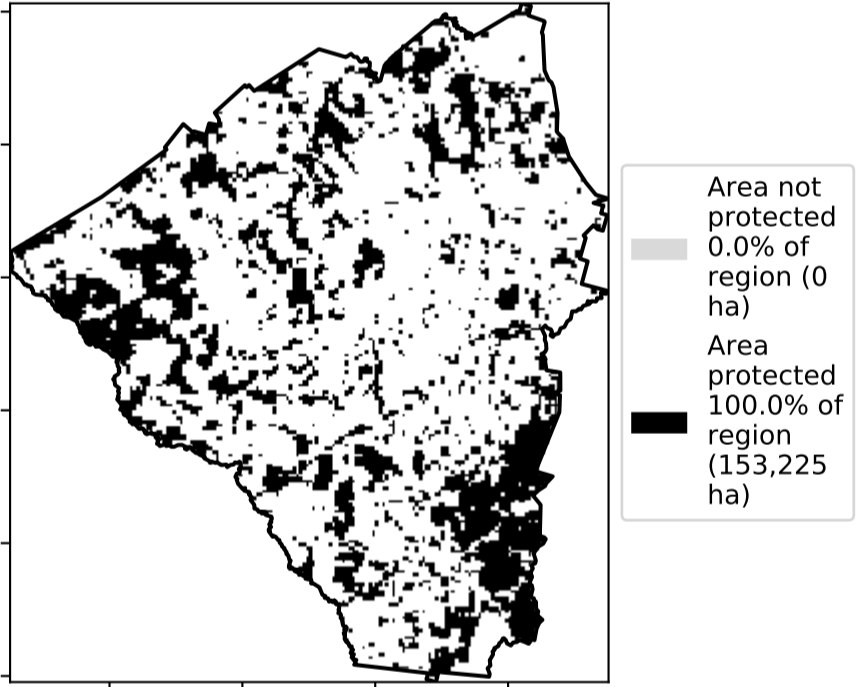 Area not
protected
0.0% of
region (0
ha)
Area
protected
100.0% of
region
(153,225
ha)